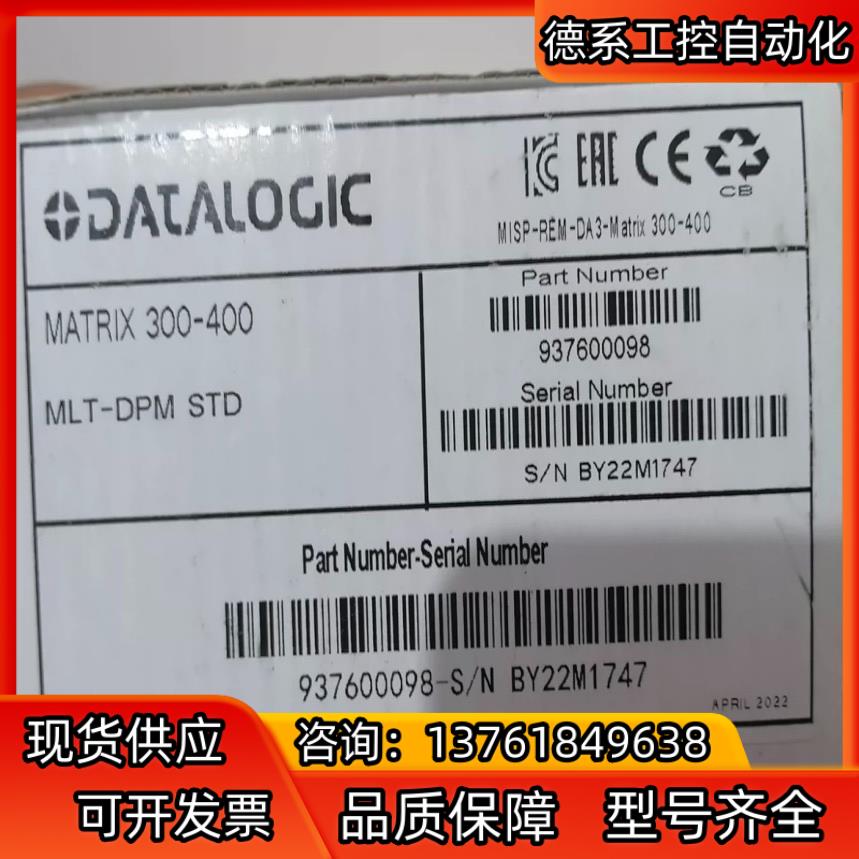 德系工控自动化
DATALOGIC
EAC CE
CB
MISP-REM-DA3-Matrix 300-400
MATRIX 300-400
MLT-DPM STD
Part Number
937600098
Serial Number
S/N BY22M1747
Part Number-Serial Number
937600098-S/N BY22M1747
APRIL 2022
现货供应
咨询：13761849638
可开发票
品质保障
型号齐全